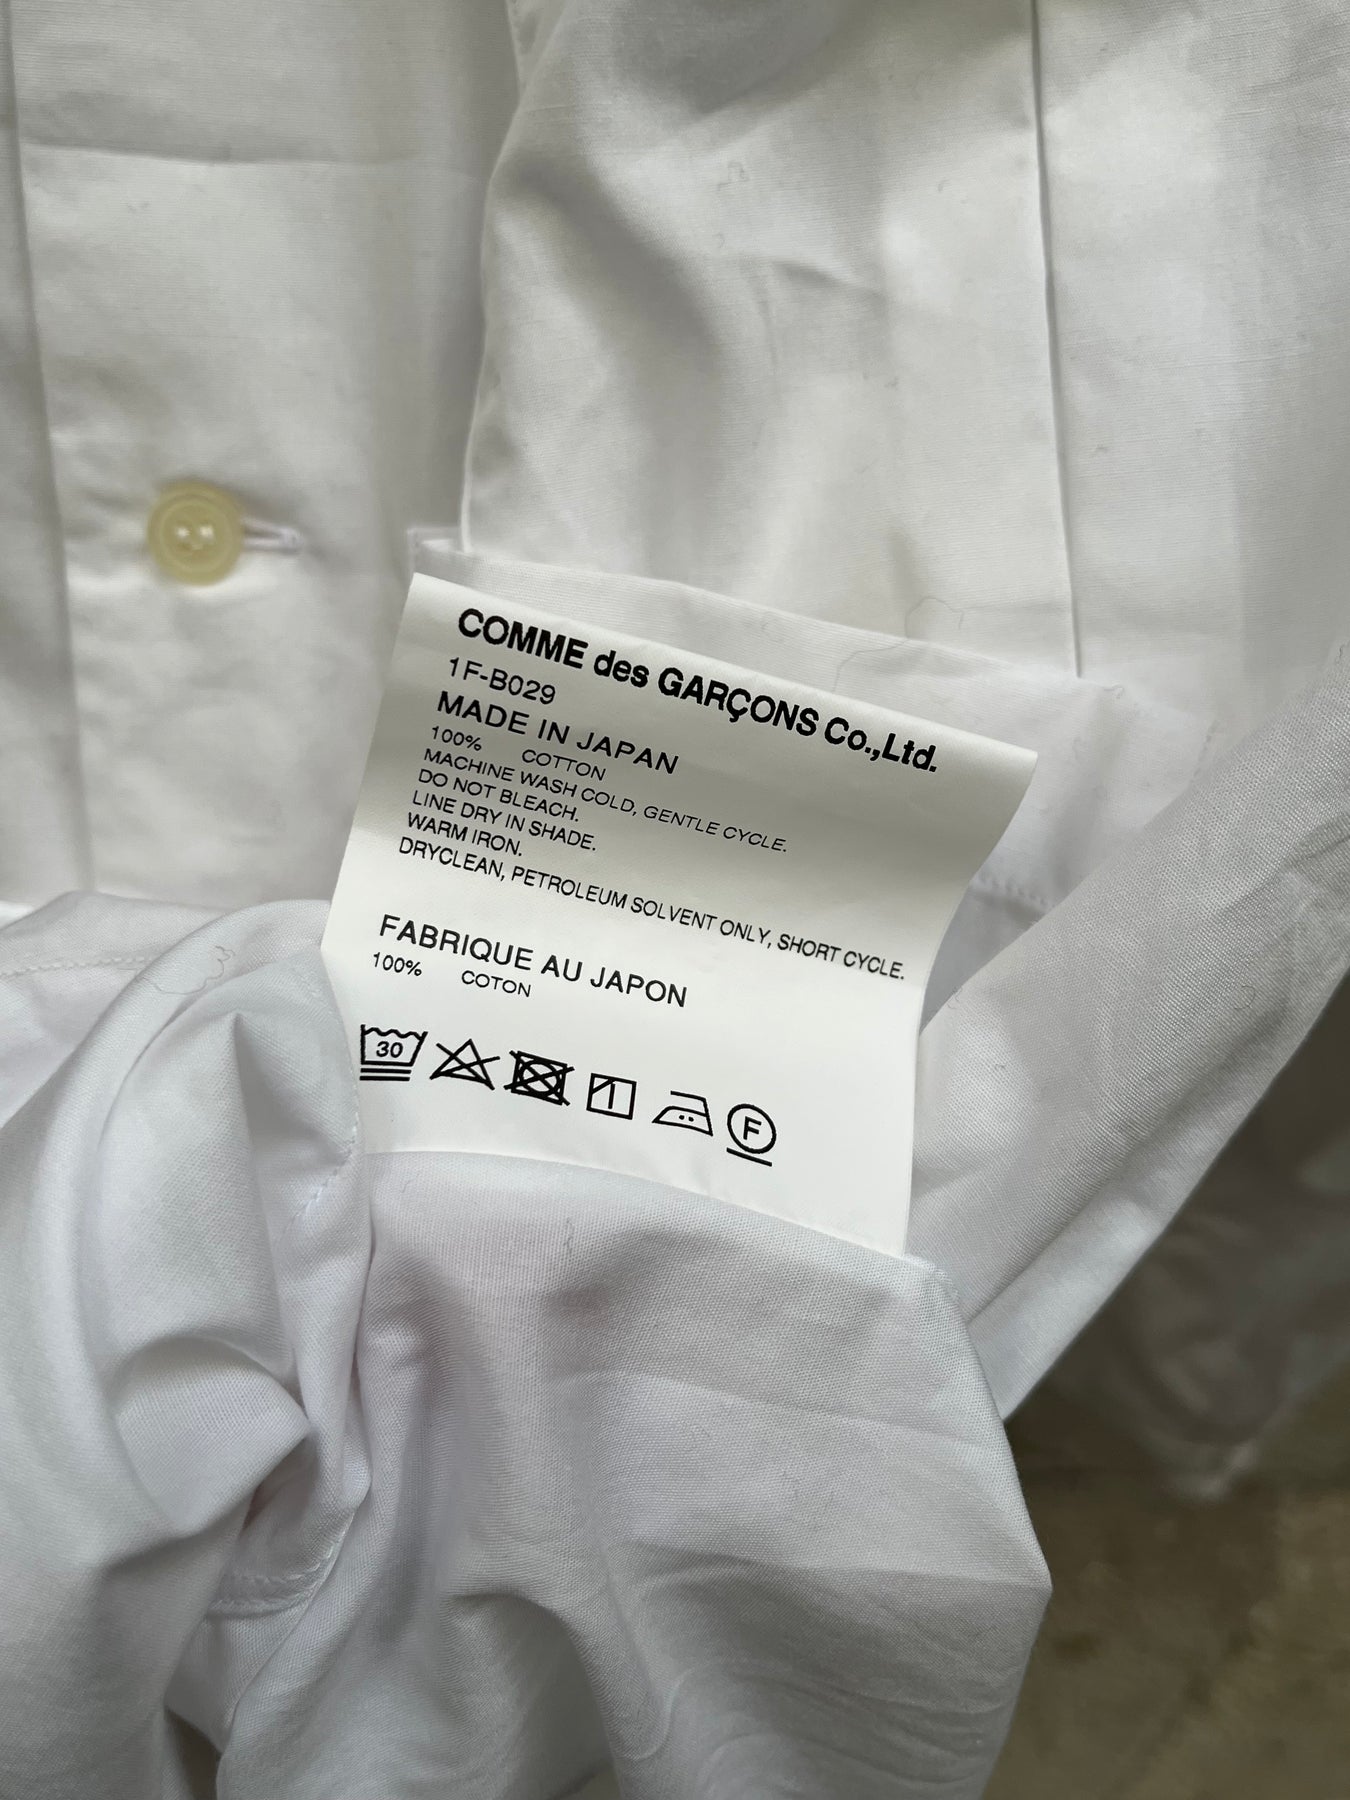 COMME des GARÇONS Co.,Ltd.
1F-B029
MADE IN JAPAN
100% COTTON
MACHINE WASH COLD, GENTLE CYCLE.
DO NOT BLEACH.
LINE DRY IN SHADE.
WARM IRON.
DRYCLEAN, PETROLEUM SOLVENT ONLY, SHORT CYCLE.
FABRIQUE AU JAPON
100% COTON
30
F